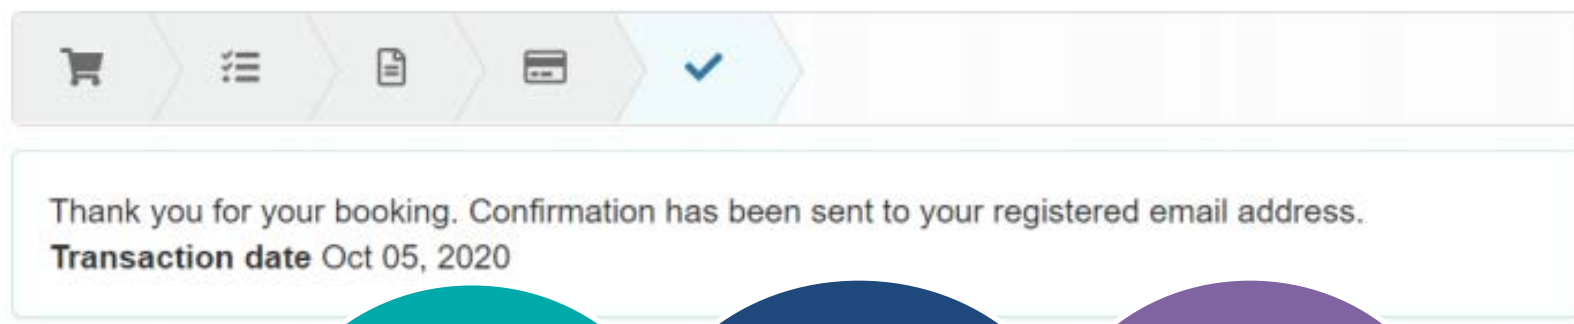 Thank you for your booking. Confirmation has been sent to your registered email address.
Transaction date Oct 05, 2020